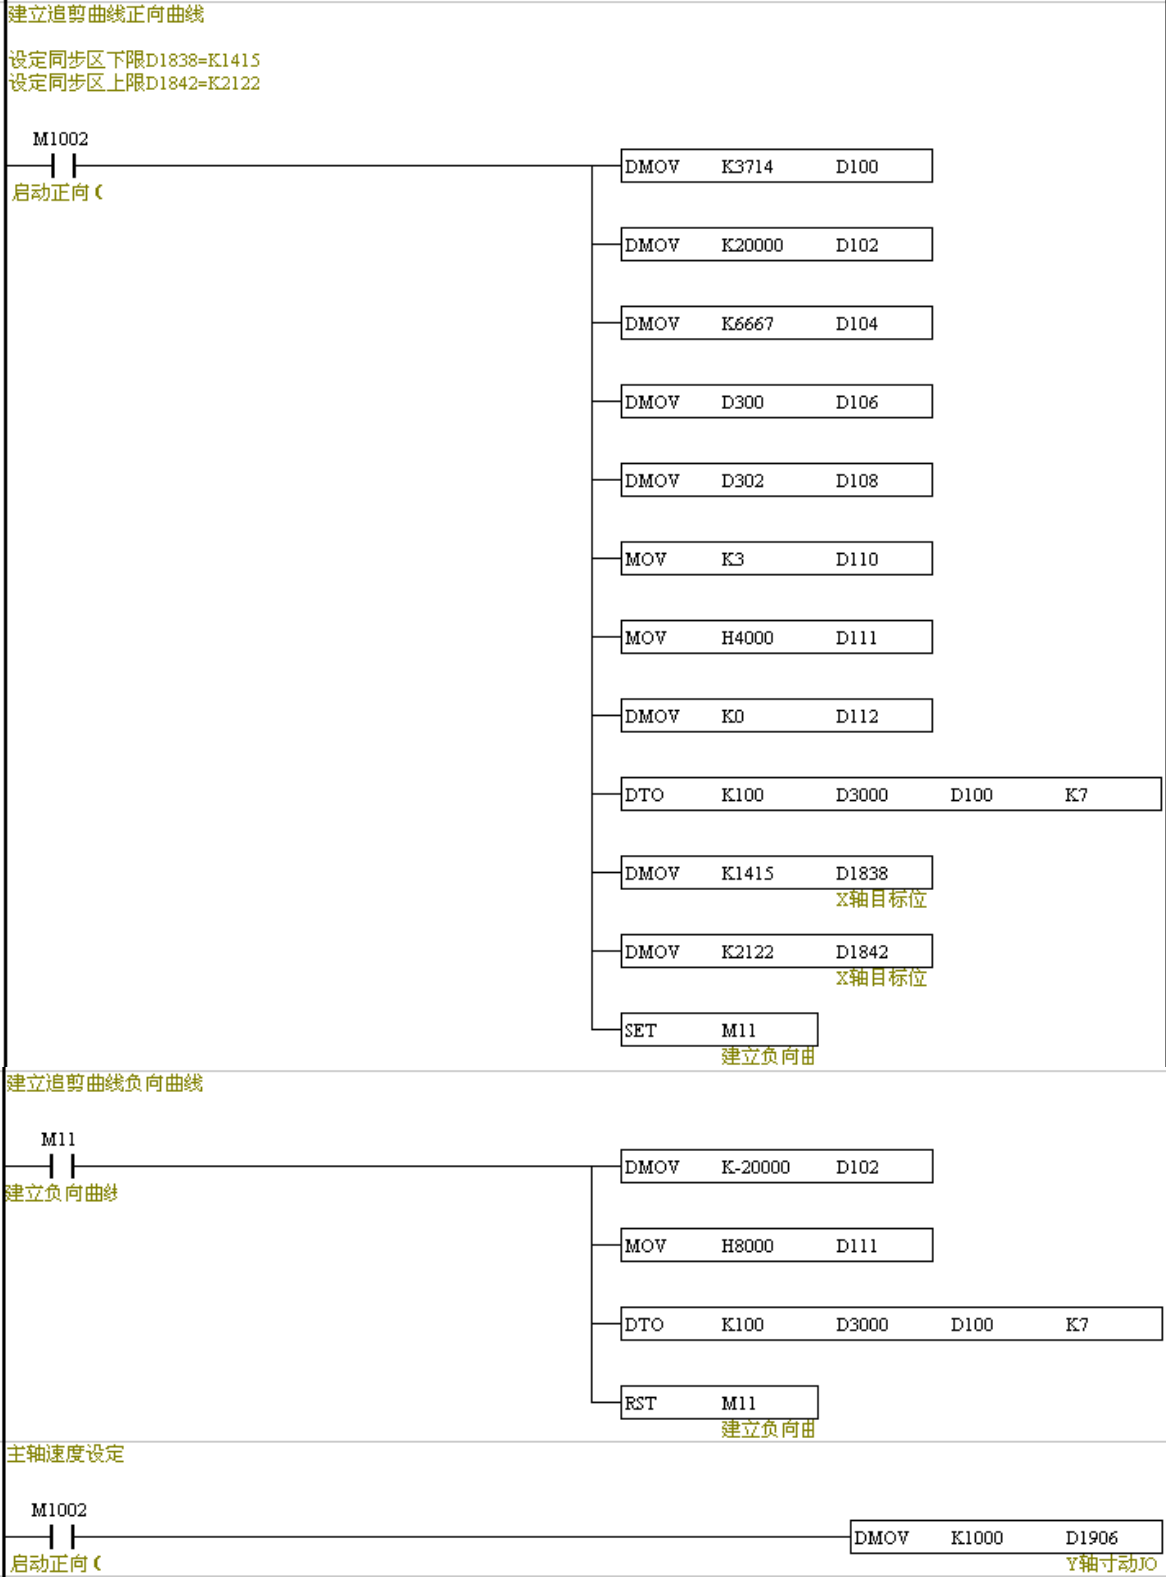 建立追剪曲线正向曲线
设定同步区下限D1838=K1415
设定同步区上限D1842=K2122
M1002
DMOV K3714 D100
启动正向 (
DMOV K20000 D102
DMOV K6667 D104
DMOV D300 D106
DMOV D302 D108
MOV K3 D110
MOV H4000 D111
DMOV K0 D112
DTO K100 D3000 D100 K7
DMOV K1415 D1838
X轴目标位
DMOV K2122 D1842
X轴目标位
SET M11
建立负向曲
建立追剪曲线负向曲线
M11
DMOV K-20000 D102
建立负向曲线
MOV H8000 D111
DTO K100 D3000 D100 K7
RST M11
建立负向曲
主轴速度设定
M1002
DMOV K1000 D1906
启动正向 (
Y轴寸动JO